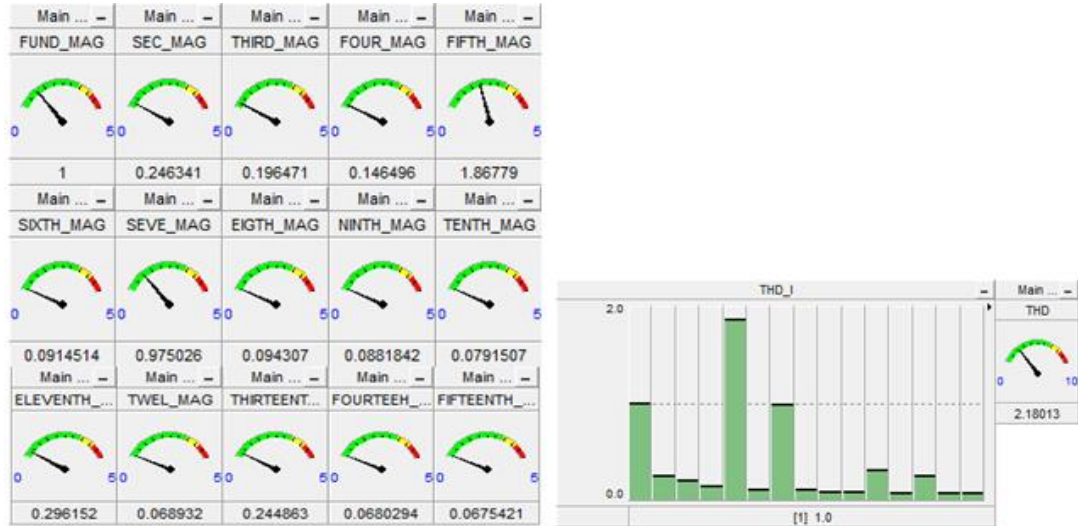 Main ... – Main ... – Main ... – Main ... – Main ... –
FUND_MAG SEC_MAG THIRD_MAG FOUR_MAG FIFTH_MAG
0 5 0 5 0 5 0 5 0 5
1 0.246341 0.196471 0.146496 1.86779
Main ... – Main ... – Main ... – Main ... – Main ... –
SIXTH_MAG SEVE_MAG EIGTH_MAG NINTH_MAG TENTH_MAG
0 5 0 5 0 5 0 5 0 5
0.0914514 0.975026 0.094307 0.0881842 0.0791507
Main ... – Main ... – Main ... – Main ... – Main ... –
ELEVENTH_... TWEL_MAG THIRTEENT... FOURTEEH_... FIFTEENTH_...
0 5 0 5 0 5 0 5 0 5
0.296152 0.068932 0.244863 0.0680294 0.0675421
THD_I –
2.0
0.0
[1] 1.0
Main ... –
THD
0 10
2.18013